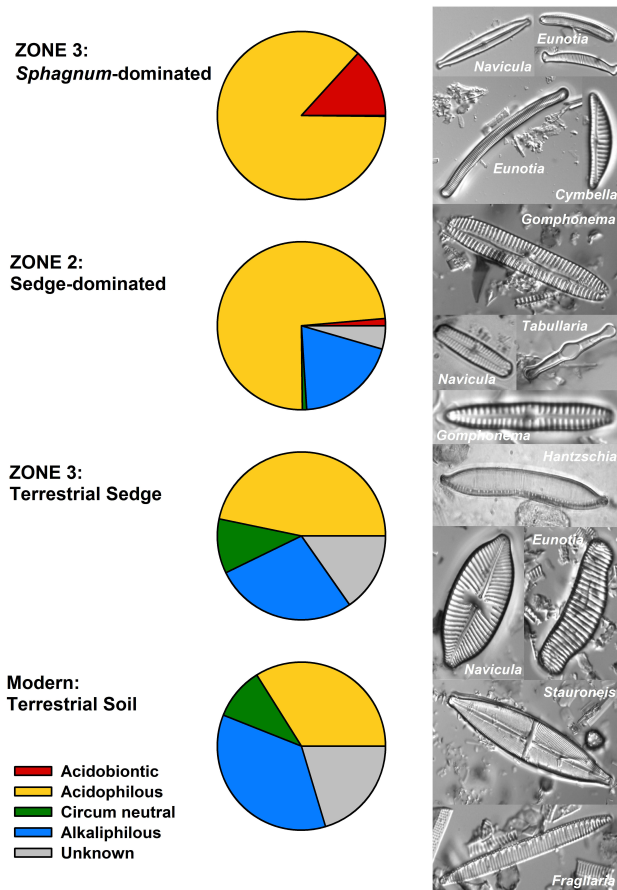 ZONE 3:
Sphagnum-dominated
ZONE 2:
Sedge-dominated
ZONE 3:
Terrestrial Sedge
Modern:
Terrestrial Soil
Acidobiontic
Acidophilous
Circum neutral
Alkaliphilous
Unknown
Navicula
Eunotia
Eunotia
Cymbella
Gomphonema
Navicula
Tabullaria
Gomphonema
Hantzschia
Navicula
Eunotia
Stauroneis
Fragilaria